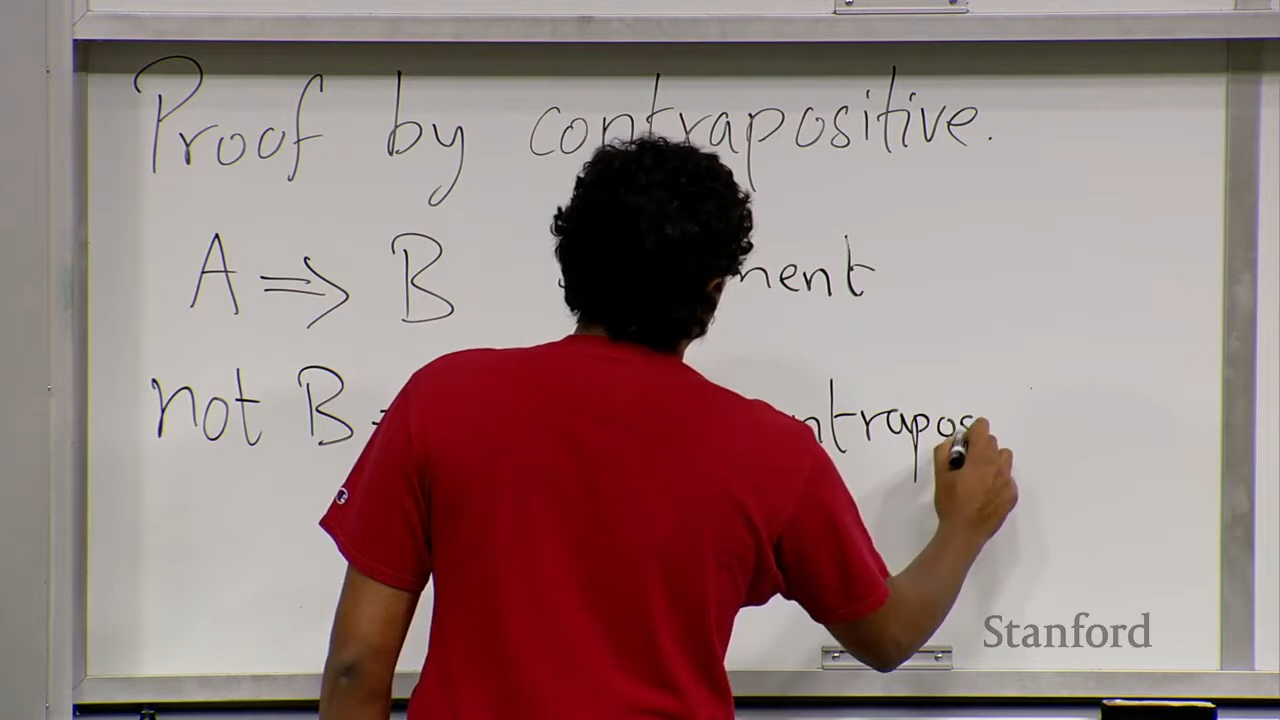 Proof by contrapositive.
A ⇒ B ment
not B = ntrapos
Stanford